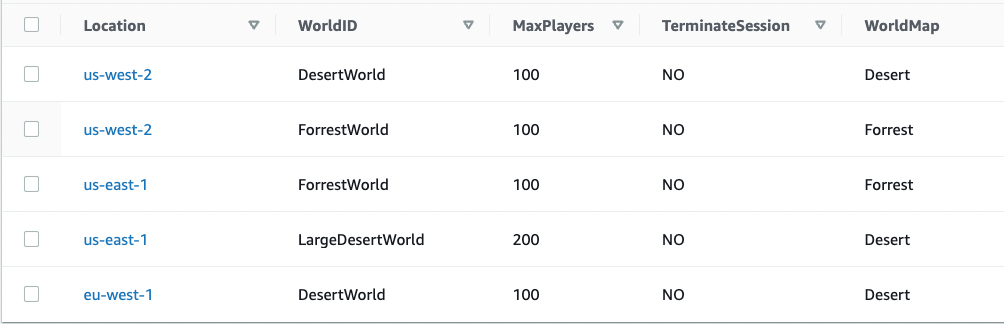 Location WorldID MaxPlayers TerminateSession WorldMap
us-west-2 DesertWorld 100 NO Desert
us-west-2 ForrestWorld 100 NO Forrest
us-east-1 ForrestWorld 100 NO Forrest
us-east-1 LargeDesertWorld 200 NO Desert
eu-west-1 DesertWorld 100 NO Desert